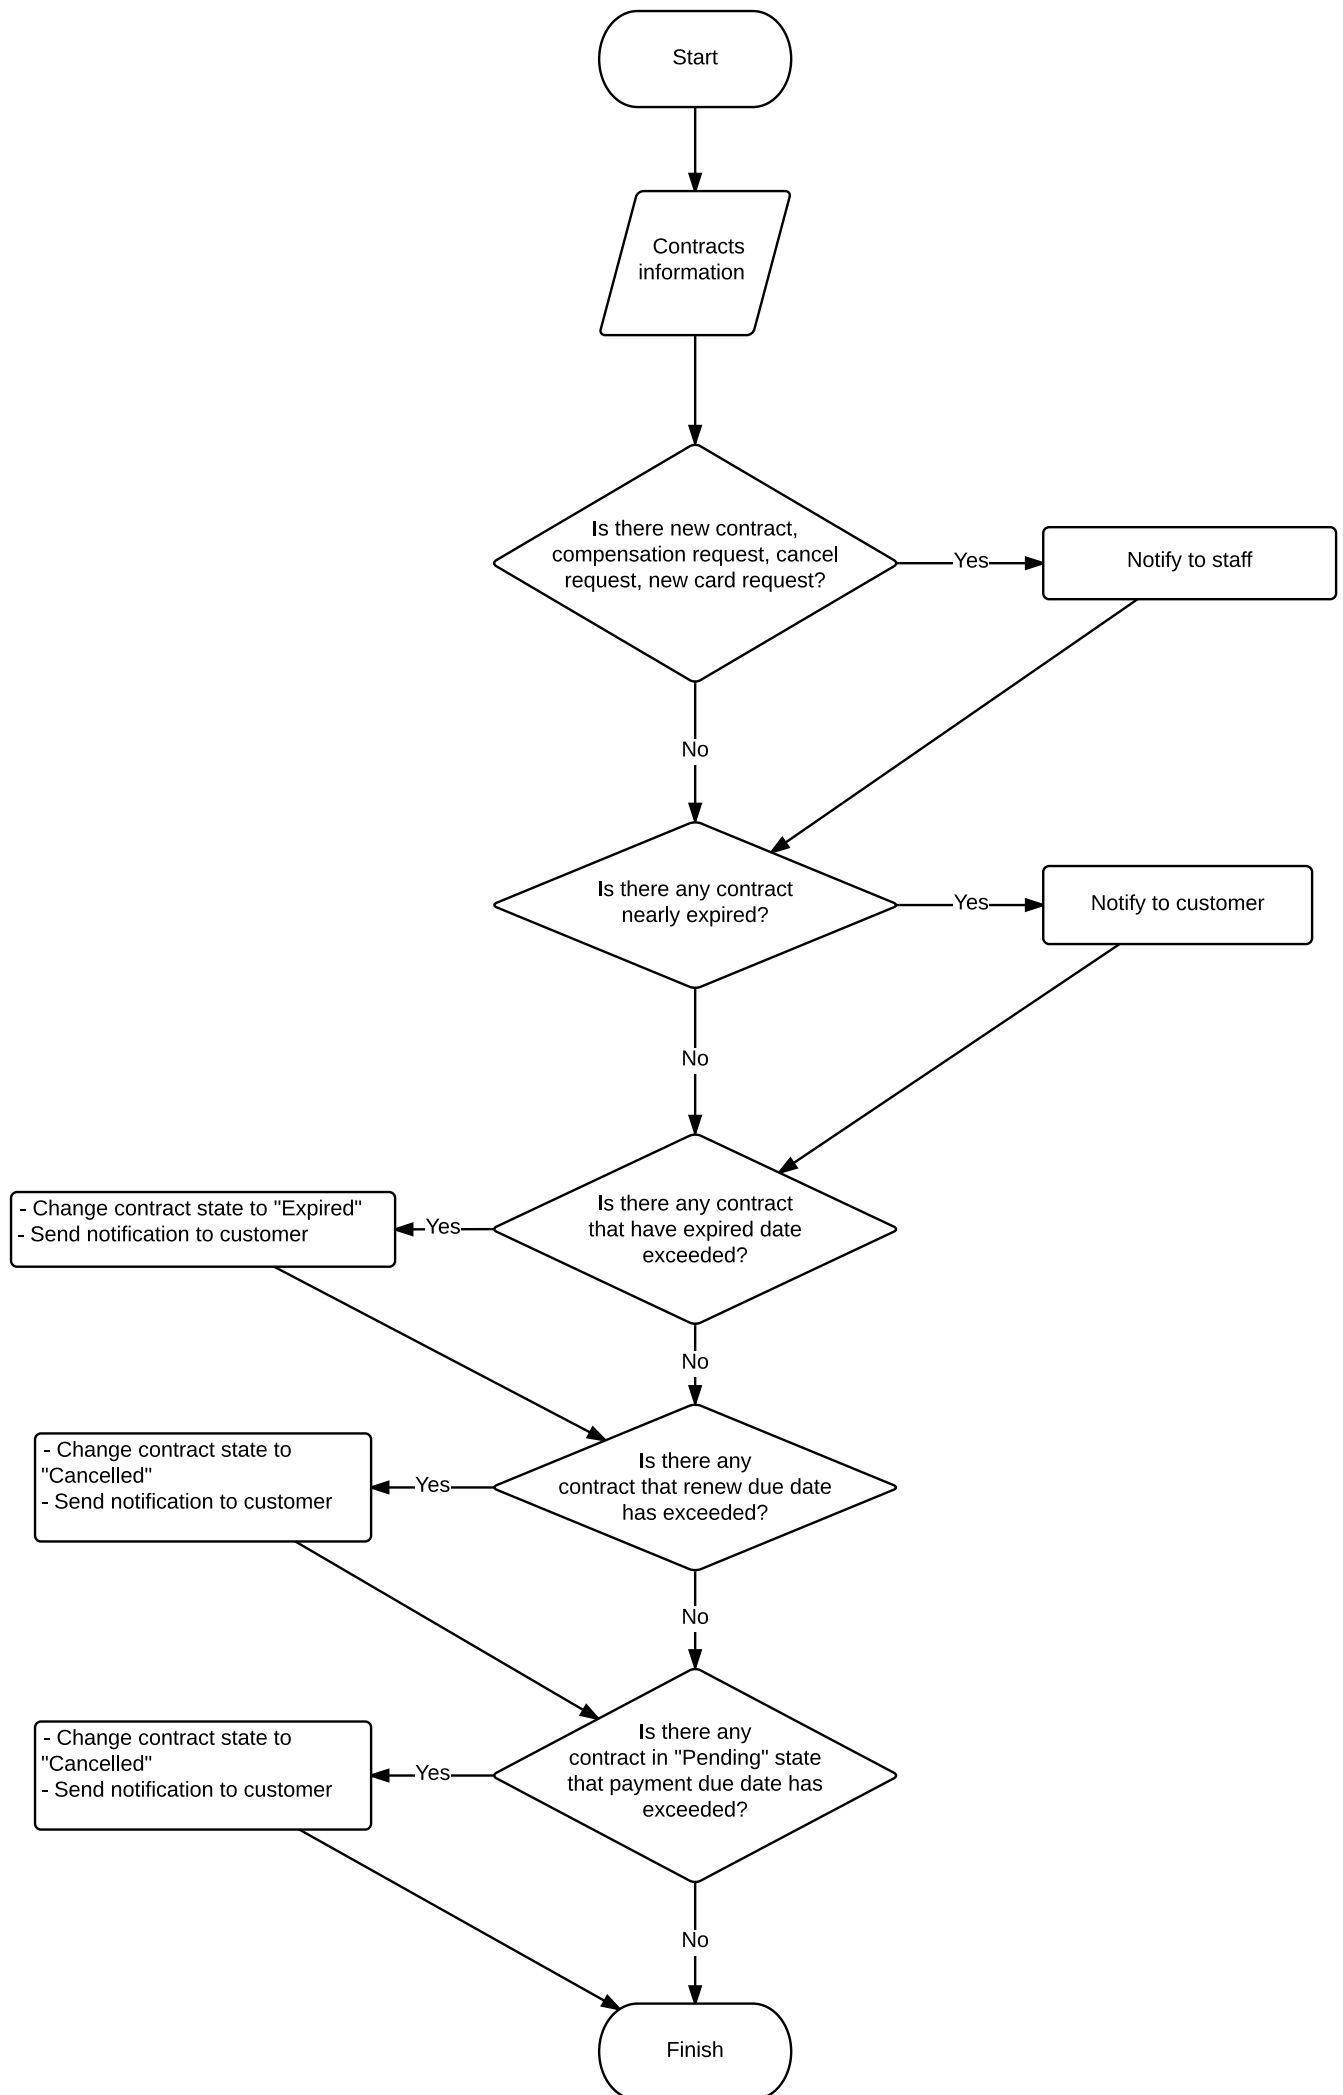 Start
Contracts
information
Is there new contract,
compensation request, cancel
request, new card request?
Yes
Notify to staff
No
Is there any contract
nearly expired?
Yes
Notify to customer
No
Is there any contract
that have expired date
exceeded?
Yes
- Change contract state to "Expired"
- Send notification to customer
No
Is there any
contract that renew due date
has exceeded?
Yes
- Change contract state to
"Cancelled"
- Send notification to customer
No
Is there any
contract in "Pending" state
that payment due date has
exceeded?
Yes
- Change contract state to
"Cancelled"
- Send notification to customer
No
Finish